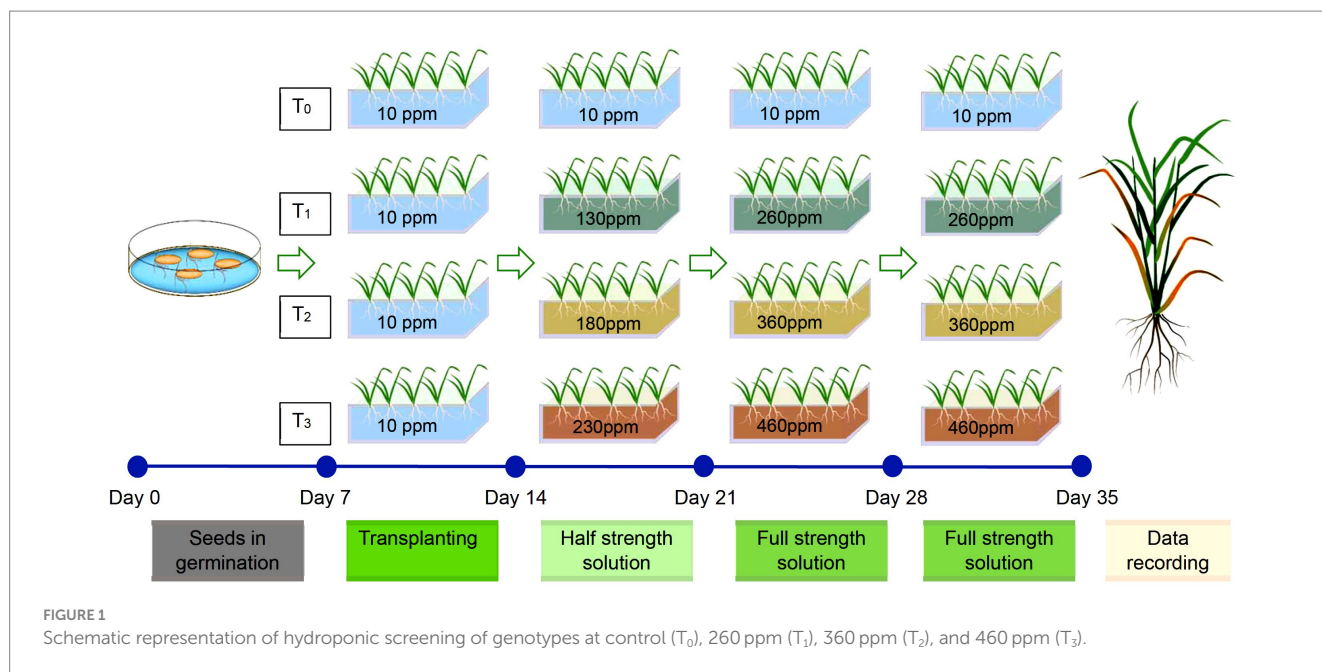 T₀ 10 ppm 10 ppm 10 ppm 10 ppm
T₁ 10 ppm 130ppm 260ppm 260ppm
T₂ 10 ppm 180ppm 360ppm 360ppm
T₃ 10 ppm 230ppm 460ppm 460ppm
Day 0 Day 7 Day 14 Day 21 Day 28 Day 35
Seeds in germination
Transplanting
Half strength
solution
Full strength
solution
Full strength
solution
Data
recording
FIGURE 1
Schematic representation of hydroponic screening of genotypes at control (T₀), 260 ppm (T₁), 360 ppm (T₂), and 460 ppm (T₃).